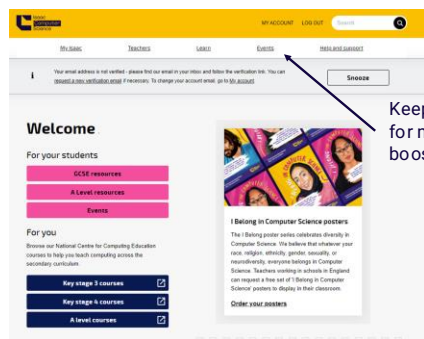 Isaac
Computer
Science
MY ACCOUNT LOG OUT Search
My Isaac Teachers Learn Events Help and support
i
Your email address is not verified - please find our email in your inbox and follow the verification link. You can
request a new verification email if necessary. To change your account email, go to My account.
Snooze
Keep
for n
boos
Welcome
For your students
GCSE resources
A Level resources
Events
For you
Browse our National Centre for Computing Education
courses to help you teach computing across the
secondary curriculum.
Key stage 3 courses
Key stage 4 courses
A level courses
I Belong in Computer Science posters
The I Belong poster series celebrates diversity in
Computer Science. We believe that whatever your
race, religion, ethnicity, gender, sexuality, or
neurodiversity, everyone belongs in Computer
Science. Teachers working in schools in England
can request a free set of 'I Belong in Computer
Science' posters to display in their classroom.
Order your posters